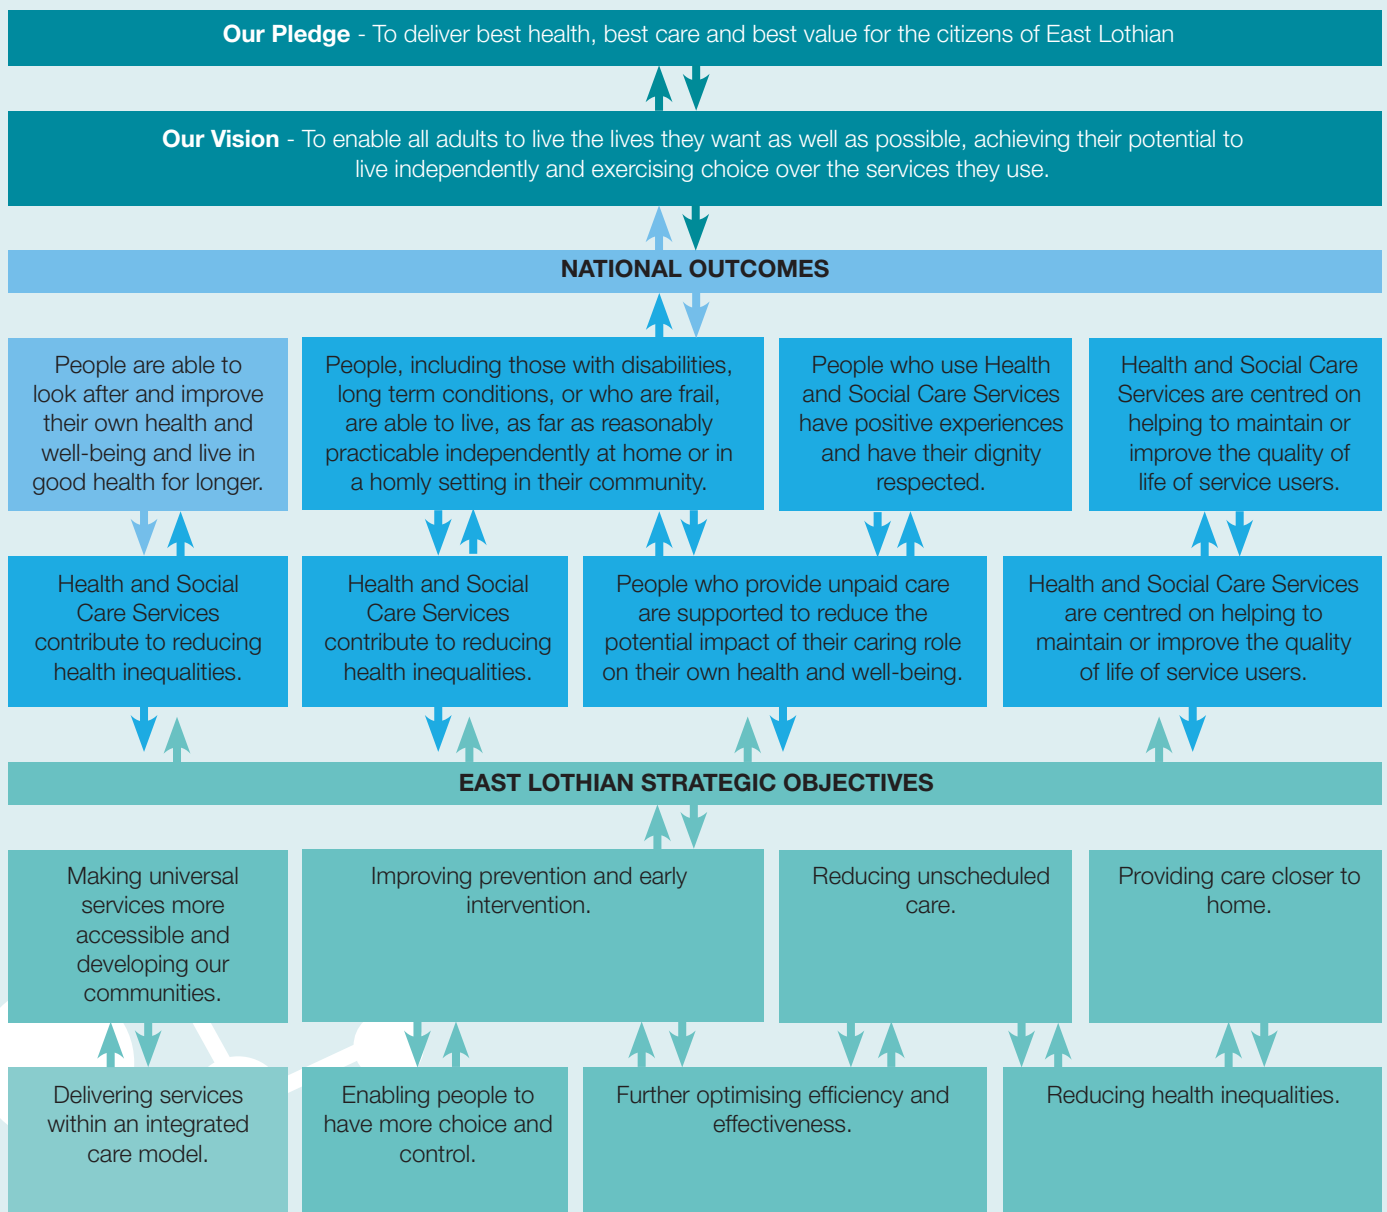 Our Pledge - To deliver best health, best care and best value for the citizens of East Lothian
Our Vision - To enable all adults to live the lives they want as well as possible, achieving their potential to
live independently and exercising choice over the services they use.
NATIONAL OUTCOMES
People are able to
look after and improve
their own health and
well-being and live in
good health for longer.
People, including those with disabilities,
long term conditions, or who are frail,
are able to live, as far as reasonably
practicable independently at home or in
a homly setting in their community.
People who use Health
and Social Care Services
have positive experiences
and have their dignity
respected.
Health and Social Care
Services are centred on
helping to maintain or
improve the quality of
life of service users.
Health and Social
Care Services
contribute to reducing
health inequalities.
Health and Social
Care Services
contribute to reducing
health inequalities.
People who provide unpaid care
are supported to reduce the
potential impact of their caring role
on their own health and well-being.
Health and Social Care Services
are centred on helping to
maintain or improve the quality
of life of service users.
EAST LOTHIAN STRATEGIC OBJECTIVES
Making universal
services more
accessible and
developing our
communities.
Improving prevention and early
intervention.
Reducing unscheduled
care.
Providing care closer to
home.
Delivering services
within an integrated
care model.
Enabling people to
have more choice and
control.
Further optimising efficiency and
effectiveness.
Reducing health inequalities.